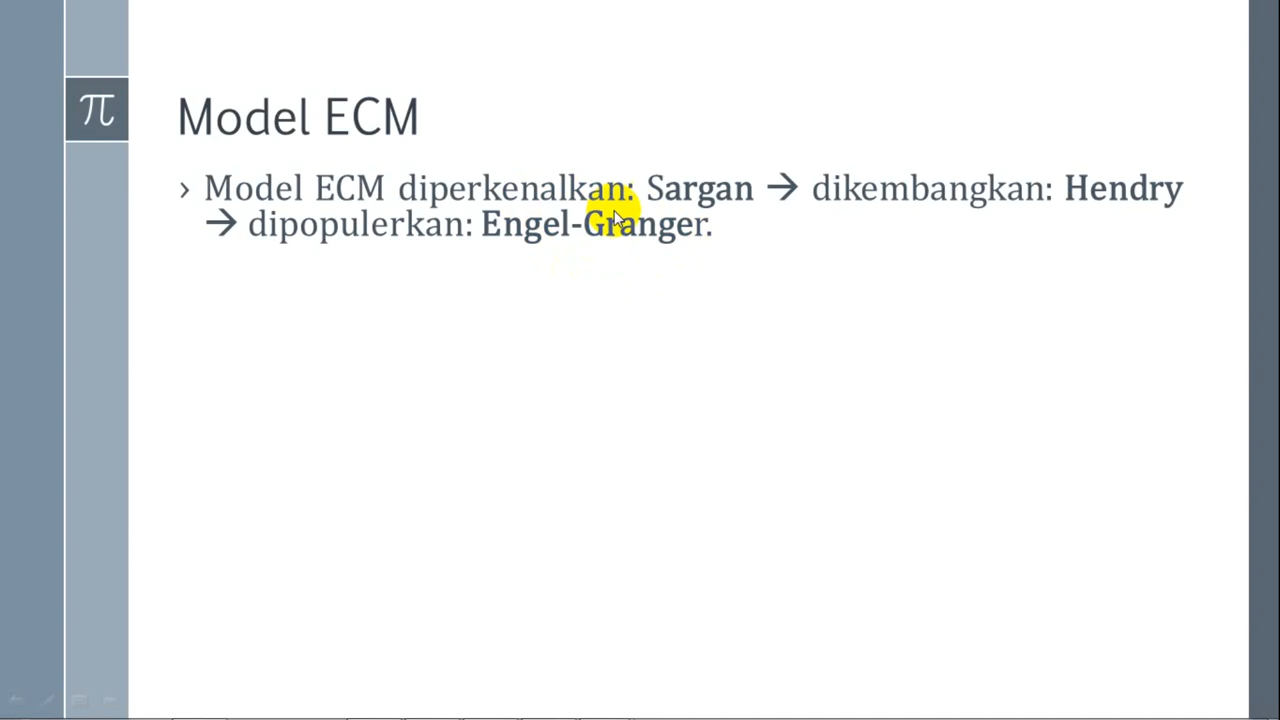 π
Model ECM
› Model ECM diperkenalkan: Sargan → dikembangkan: Hendry
→ dipopulerkan: Engel-Granger.